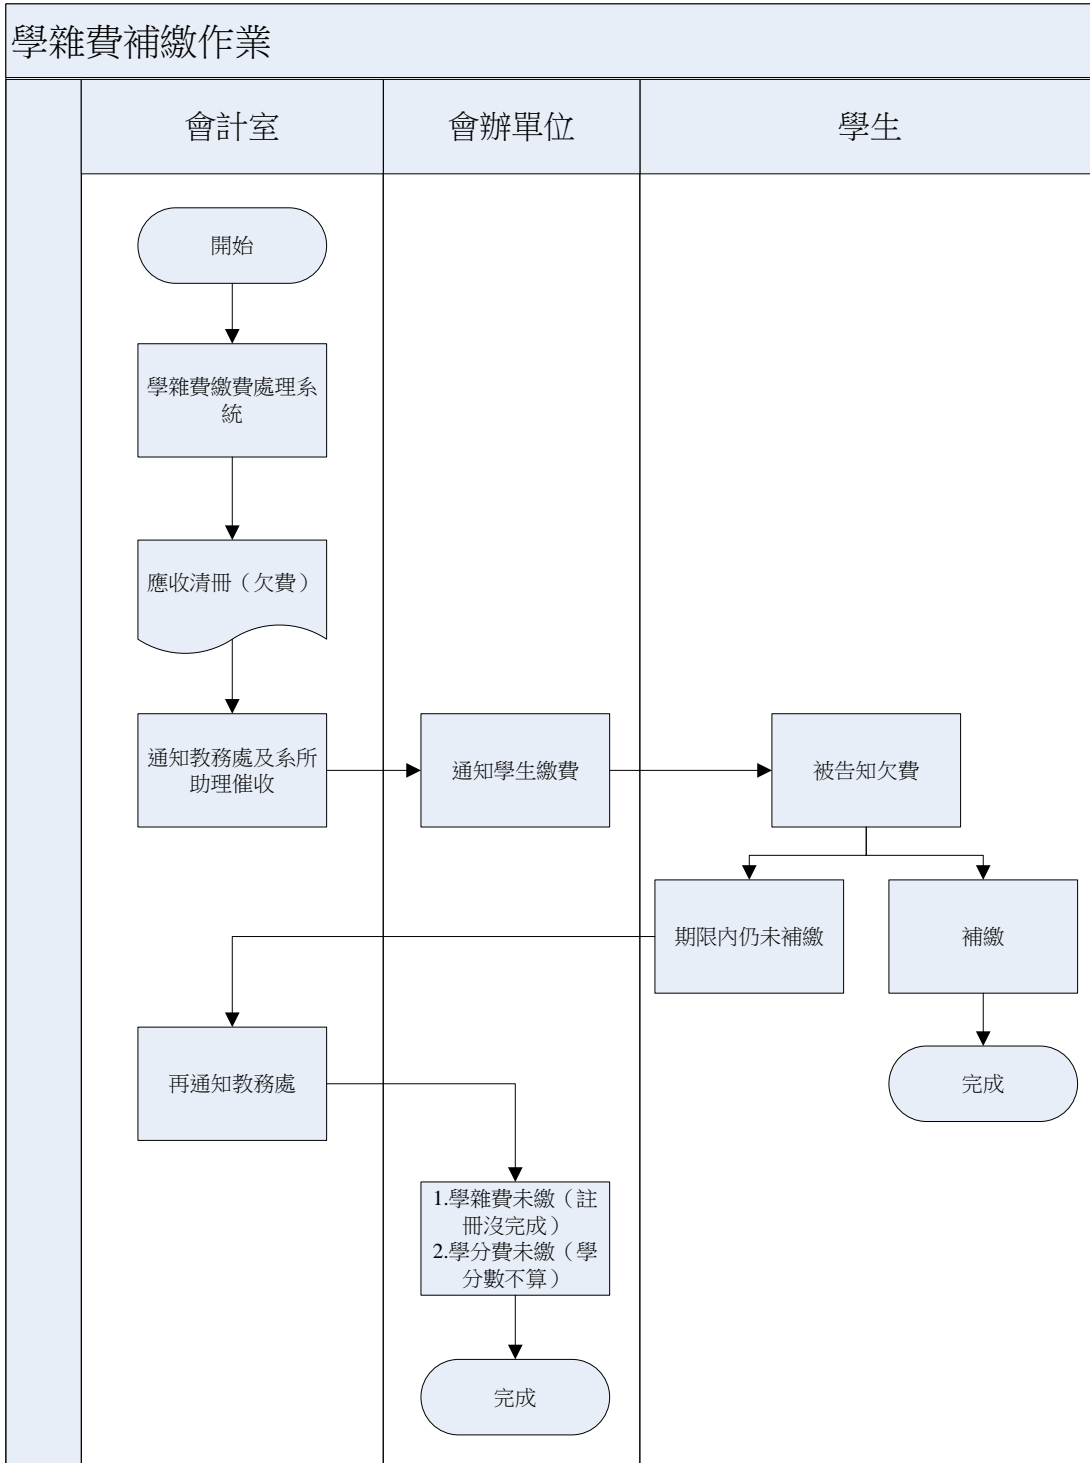 學雜費補繳作業
會計室
會辦單位
學生
開始
學雜費繳費處理系
統
應收清冊（欠費）
通知教務處及系所
助理催收
通知學生繳費
被告知欠費
期限內仍未補繳
補繳
再通知教務處
完成
1.學雜費未繳（註
冊沒完成）
2.學分費未繳（學
分數不算）
完成